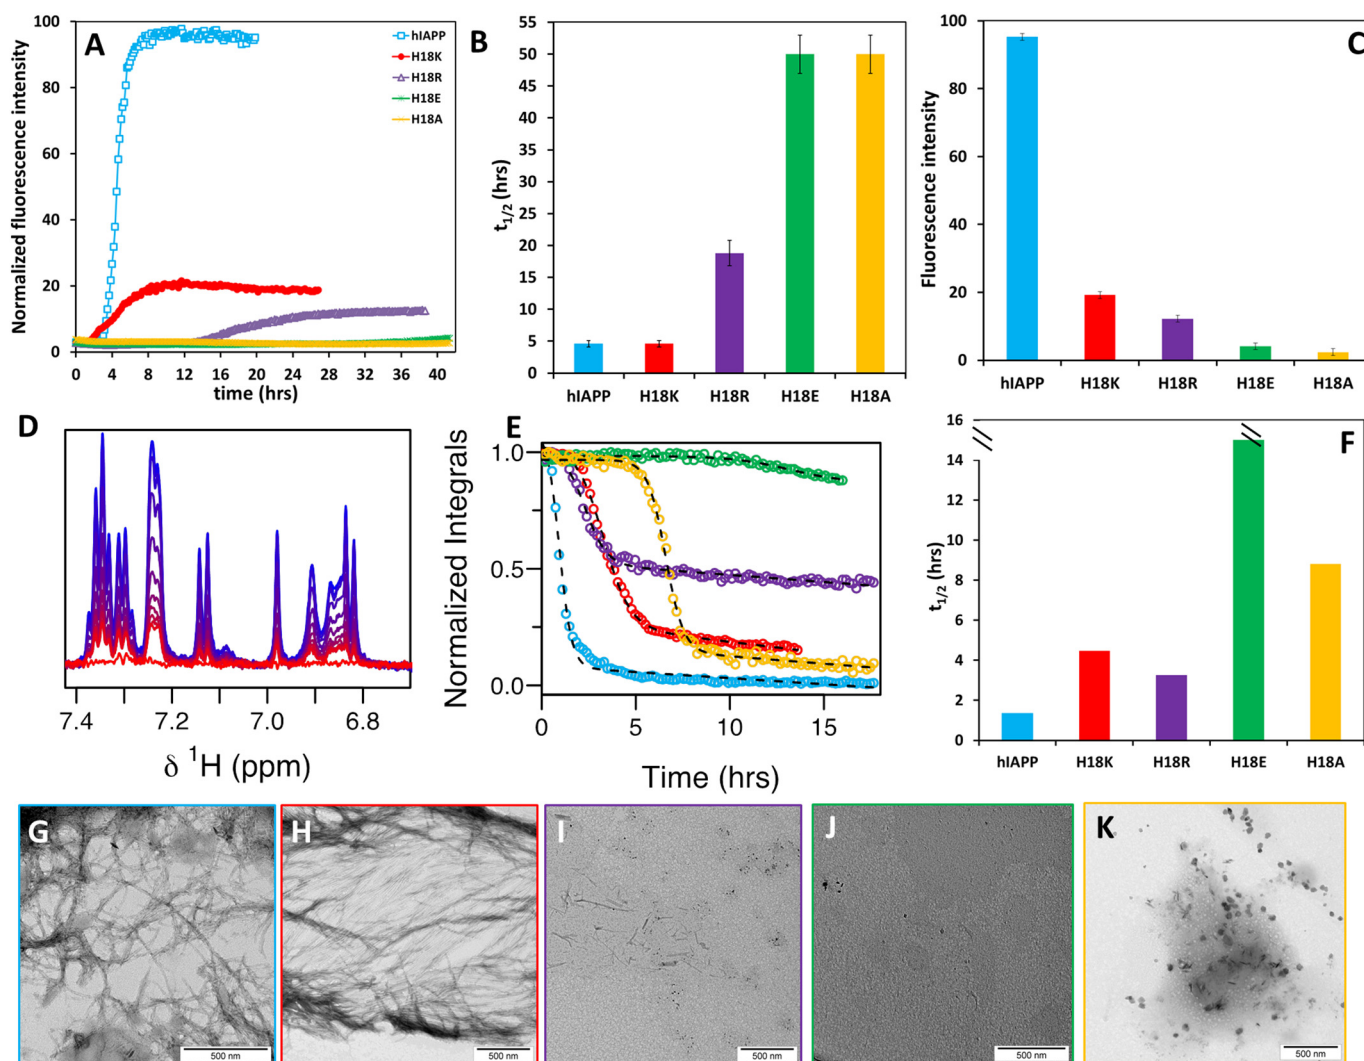 A
Normalized fluorescence intensity
100
80
60
40
20
0
0 4 8 12 16 20 24 28 32 36 40
time (hrs)
hIAPP
H18K
H18R
H18E
H18A
B
t1/2 (hrs)
55
50
45
40
35
30
25
20
15
10
5
0
hIAPP H18K H18R H18E H18A
C
Fluorescence intensity
100
80
60
40
20
0
hIAPP H18K H18R H18E H18A
D
7.4 7.2 7.0 6.8
δ 1H (ppm)
E
Normalized Integrals
1.0
0.5
0.0
0 5 10 15
Time (hrs)
F
t1/2 (hrs)
16
14
12
10
8
6
4
2
0
hIAPP H18K H18R H18E H18A
G
500 nm
H
500 nm
I
500 nm
J
500 nm
K
500 nm